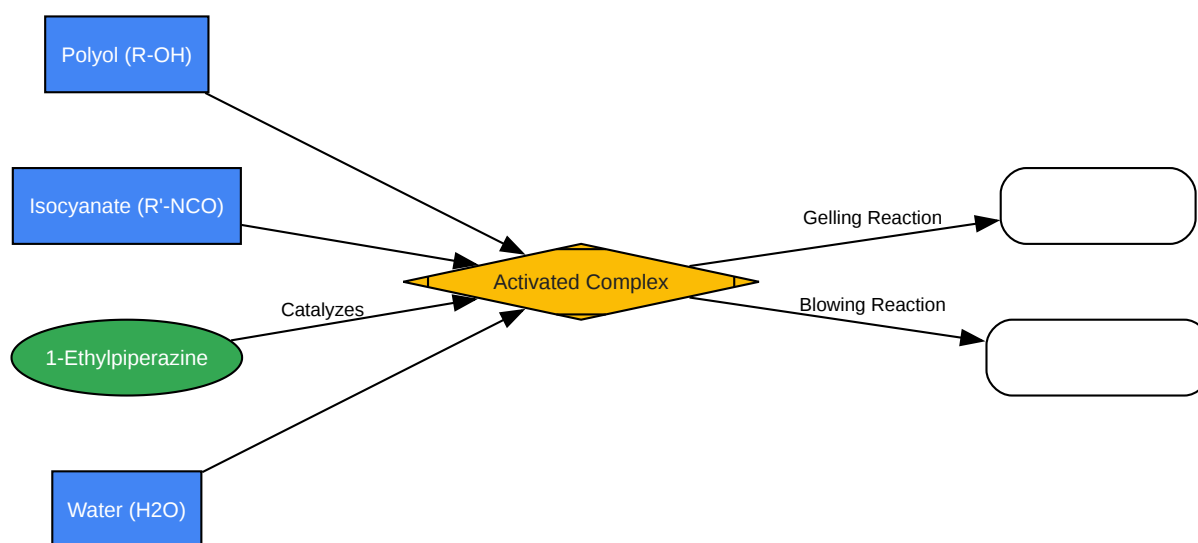 Polyol (R-OH)
Isocyanate (R'-NCO)
Gelling Reaction
Activated Complex
Catalyzes
Blowing Reaction
1-Ethylpiperazine
Water (H2O)